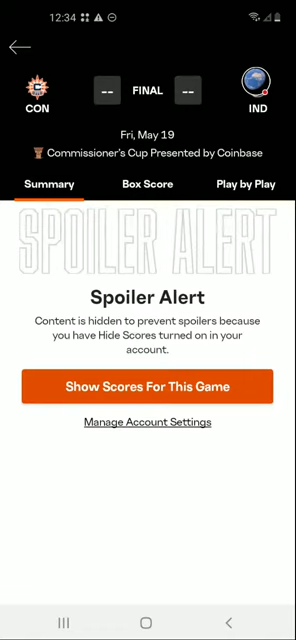 12:34
-- FINAL --
CON IND
Fri, May 19
Commissioner's Cup Presented by Coinbase
Summary Box Score Play by Play
SPOILER ALERT
Spoiler Alert
Content is hidden to prevent spoilers because
you have Hide Scores turned on in your
account.
Show Scores For This Game
Manage Account Settings